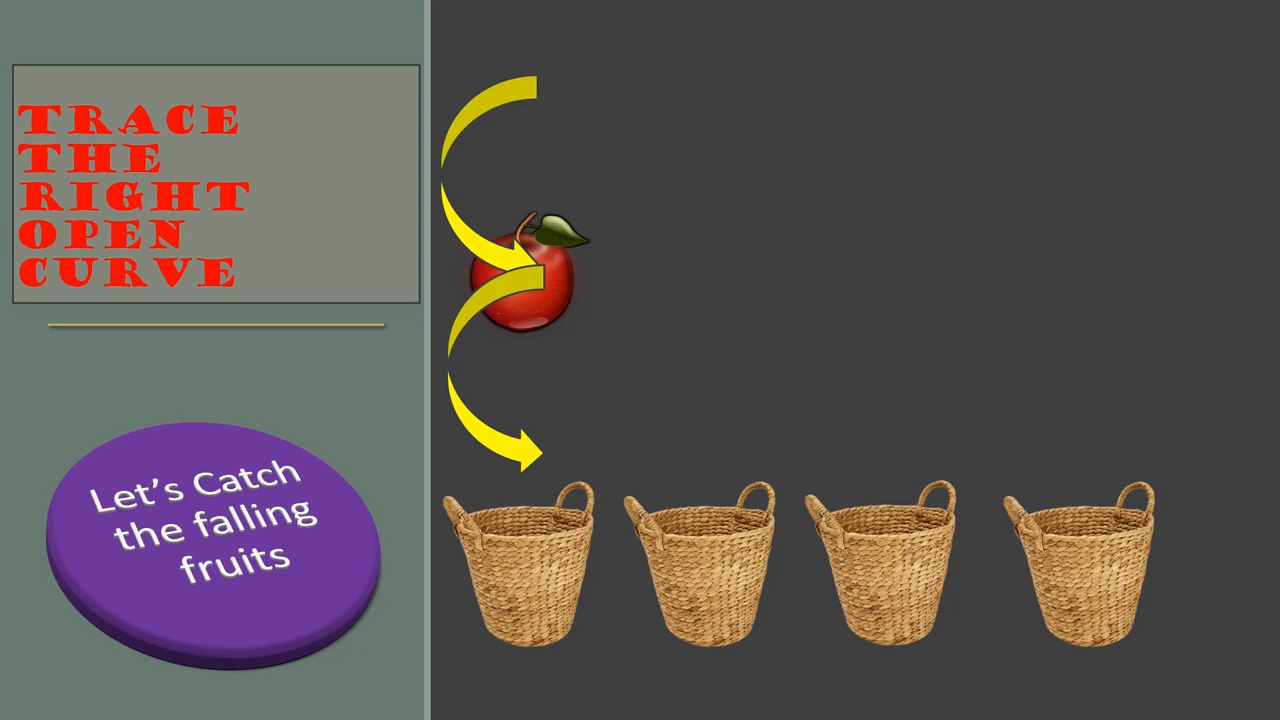 TRACE
THE
RIGHT
OPEN
CURVE
Let's Catch
the falling
fruits